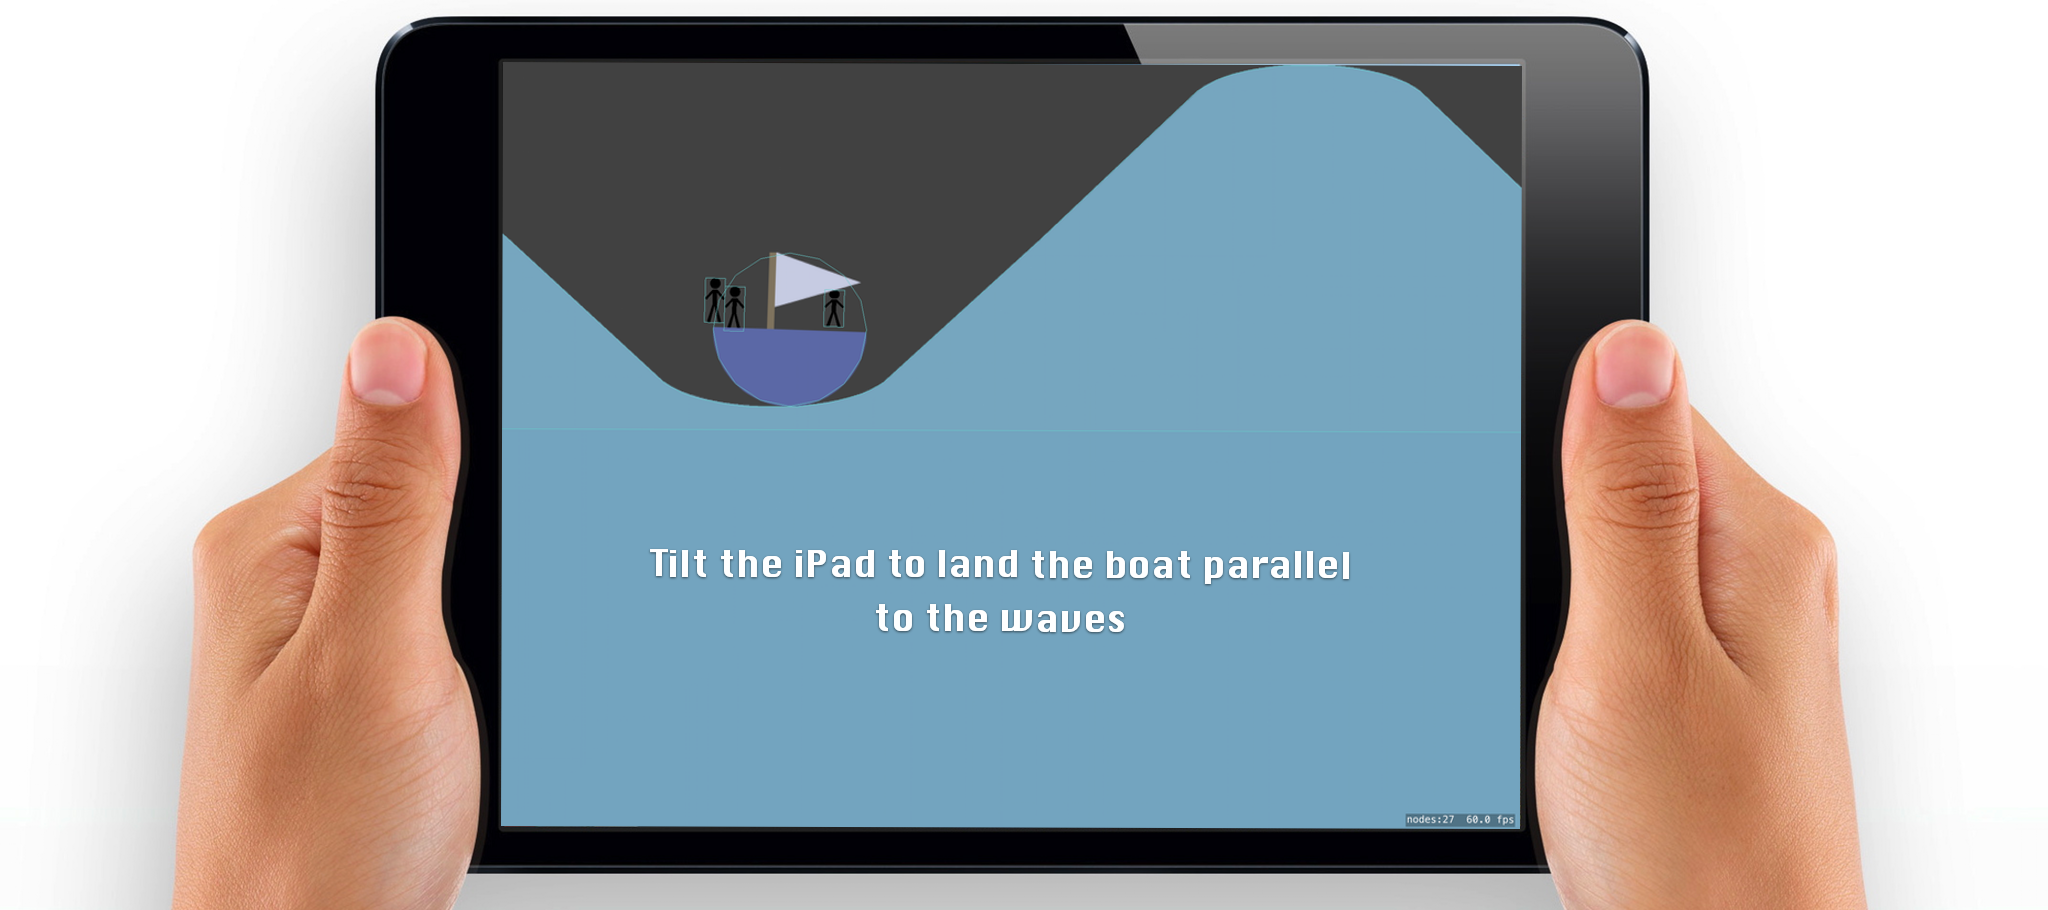 Tilt the iPad to land the boat parallel
to the waves
nodes:27 60.0 fps